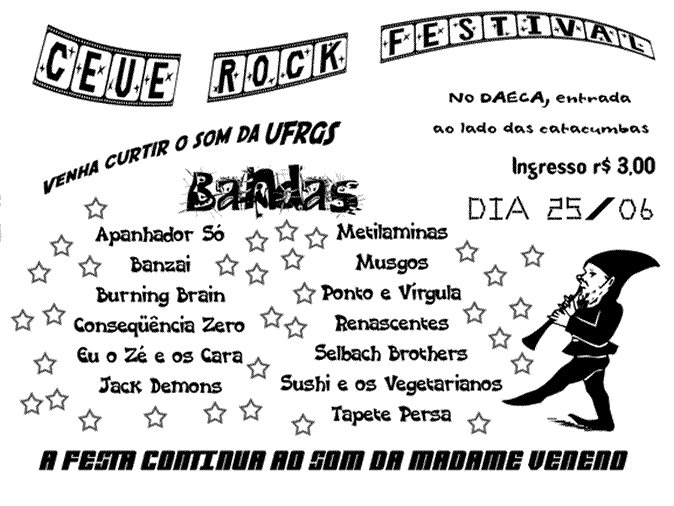 CEUE ROCK FESTIVAL
No DAECA, entrada
ao lado das catacumbas
Ingresso r$ 3,00
DIA 25/06
VENHA CURTIR O SOM DA UFRGS
Bandas
Apanhador Só
Banzai
Burning Brain
Conseqüência Zero
Eu o Zé e os Cara
Jack Demons
Metilaminas
Musgos
Ponto e Vírgula
Renascentes
Selbach Brothers
Sushi e os Vegetarianos
Tapete Persa
A FESTA CONTINUA AO SOM DA MADAME VENENO